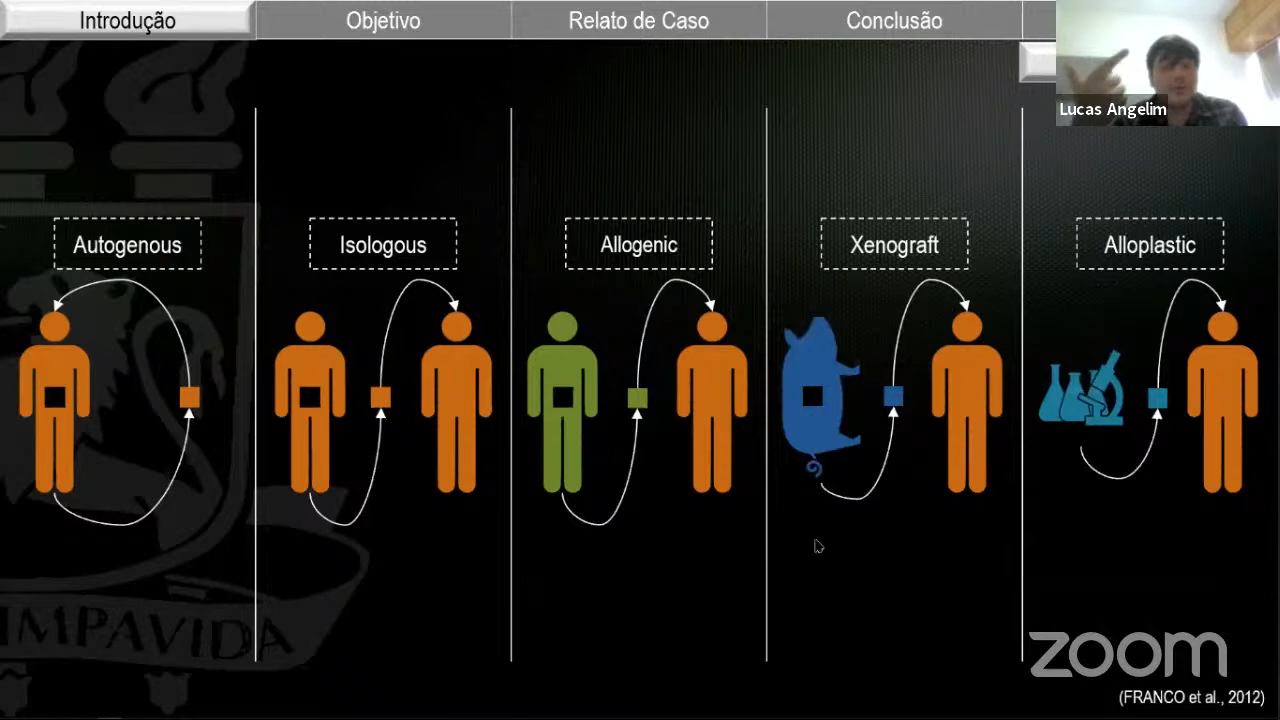 Introdução
Objetivo
Relato de Caso
Conclusão
Lucas Angelim
Autogenous
Isologous
Allogenic
Xenograft
Alloplastic
IMPAVIDA
zoom
(FRANCO et al., 2012)